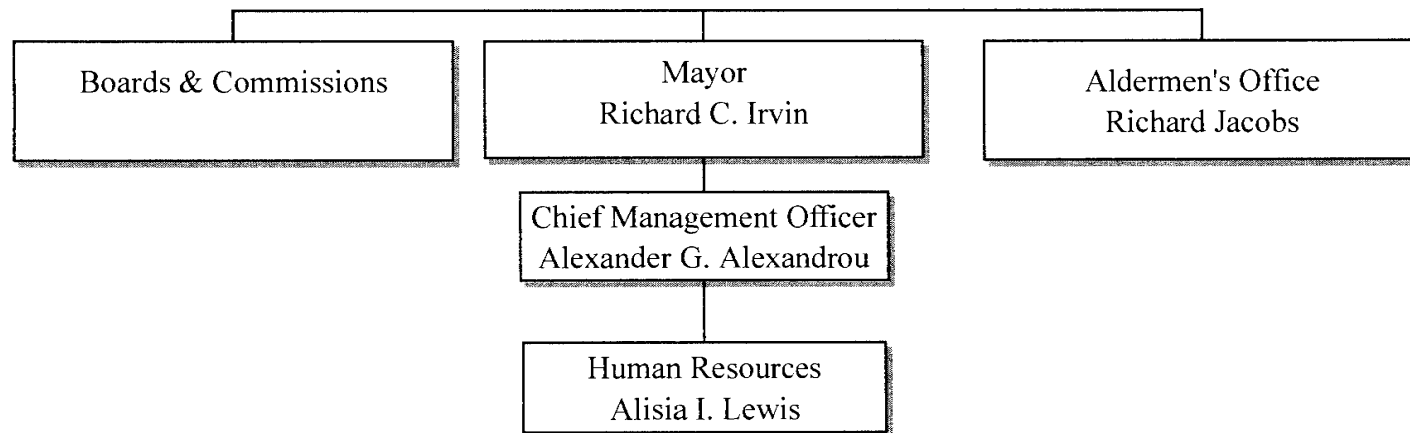 Boards & Commissions
Mayor
Richard C. Irvin
Aldermen's Office
Richard Jacobs
Chief Management Officer
Alexander G. Alexandrou
Human Resources
Alisia I. Lewis